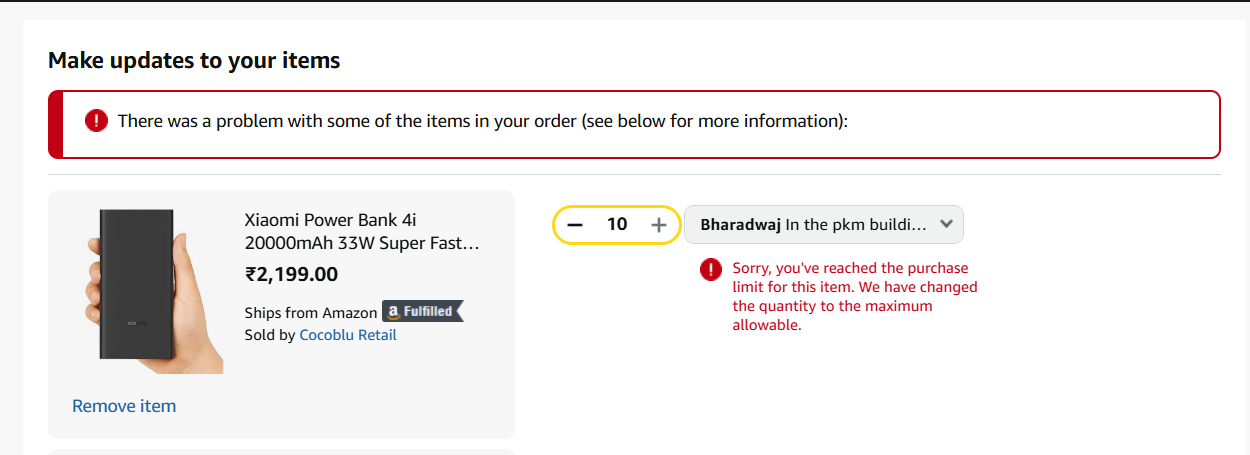 Make updates to your items
There was a problem with some of the items in your order (see below for more information):
Xiaomi Power Bank 4i
20000mAh 33W Super Fast…
₹2,199.00
Ships from Amazon a Fulfilled
Sold by Cocoblu Retail
Remove item
− 10 +
Bharadwaj In the pkm buildi…
Sorry, you've reached the purchase
limit for this item. We have changed
the quantity to the maximum
allowable.